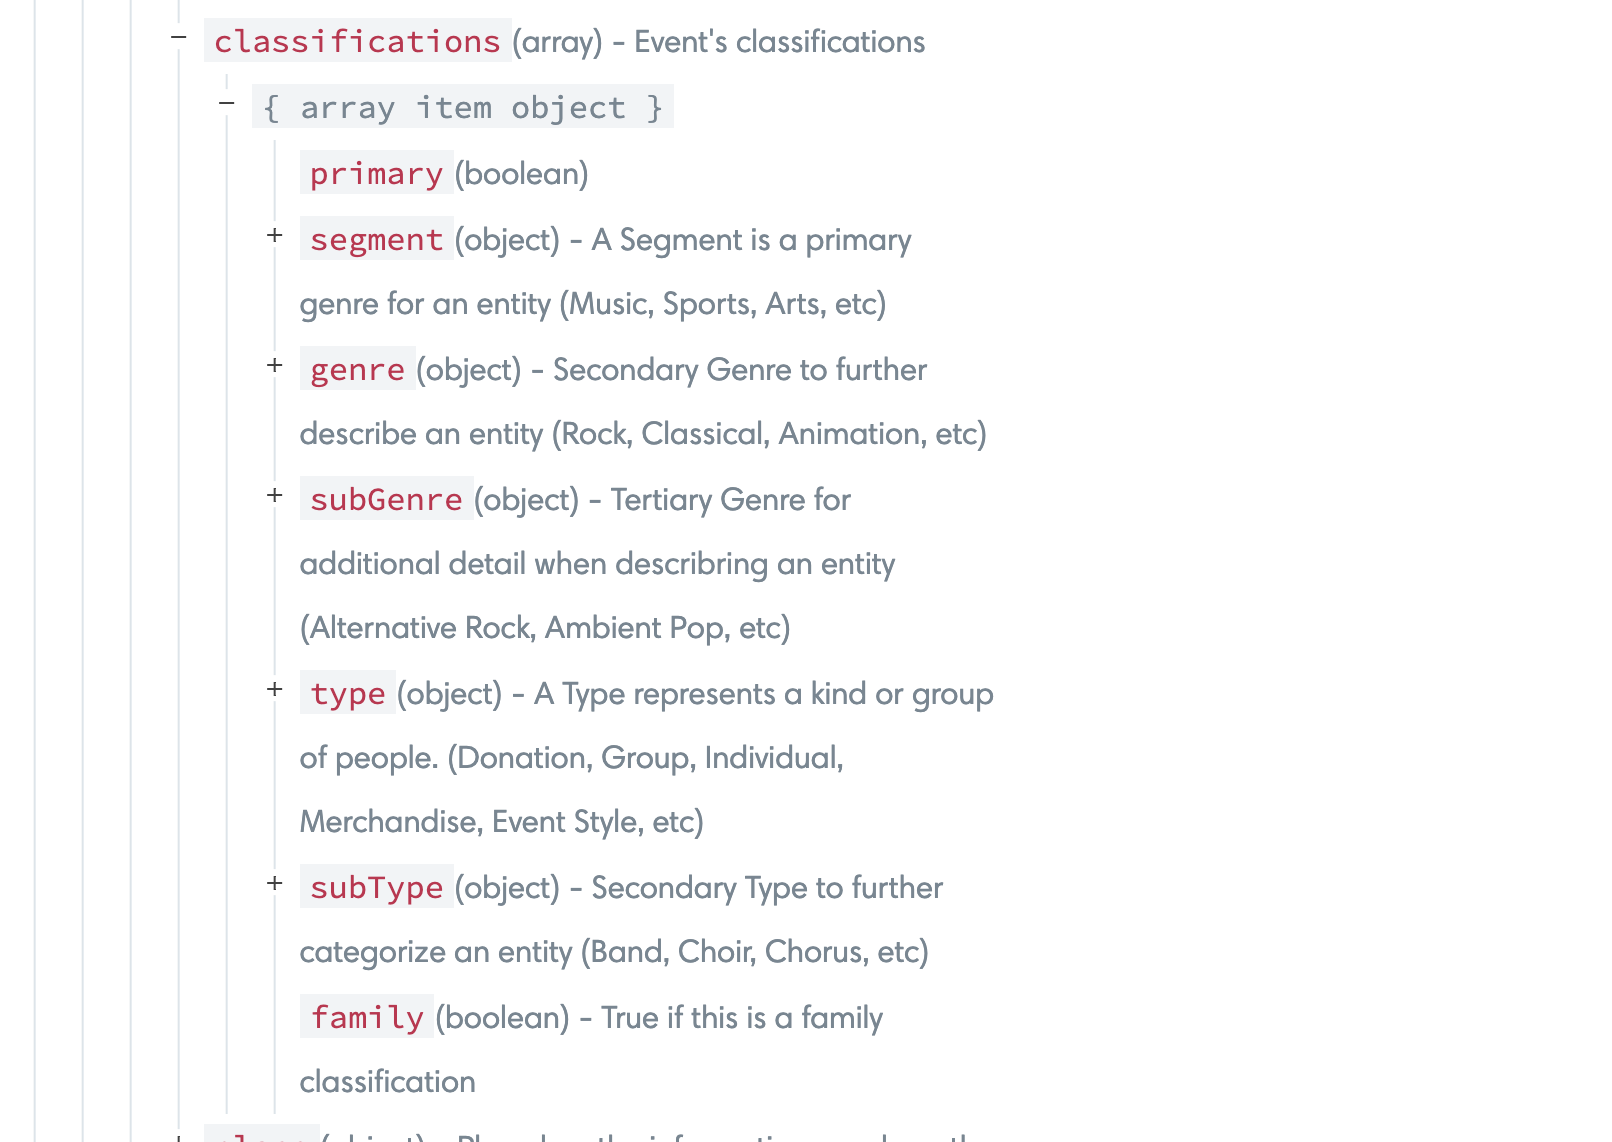 − classifications (array) - Event's classifications
− { array item object }
primary (boolean)
+ segment (object) - A Segment is a primary
genre for an entity (Music, Sports, Arts, etc)
+ genre (object) - Secondary Genre to further
describe an entity (Rock, Classical, Animation, etc)
+ subGenre (object) - Tertiary Genre for
additional detail when describring an entity
(Alternative Rock, Ambient Pop, etc)
+ type (object) - A Type represents a kind or group
of people. (Donation, Group, Individual,
Merchandise, Event Style, etc)
+ subType (object) - Secondary Type to further
categorize an entity (Band, Choir, Chorus, etc)
family (boolean) - True if this is a family
classification